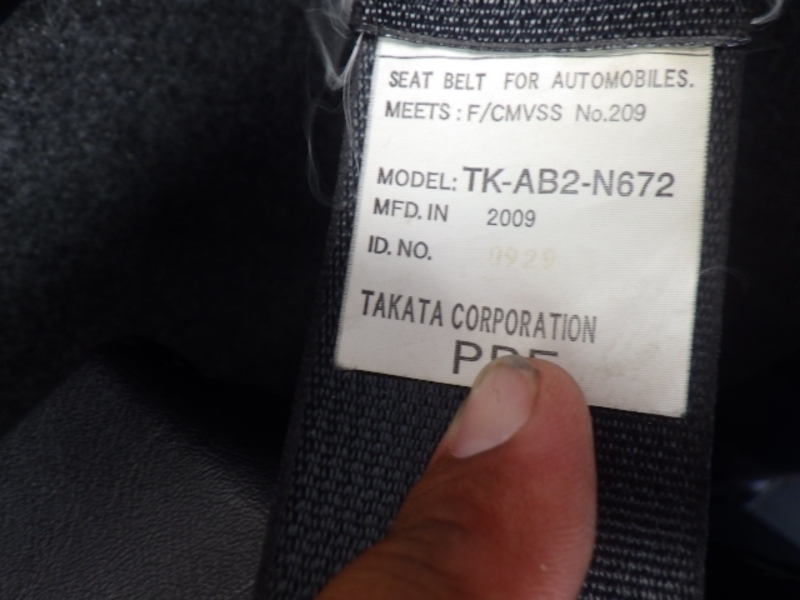 SEAT BELT FOR AUTOMOBILES.
MEETS: F/CMVSS No.209
MODEL: TK-AB2-N672
MFD. IN 2009
ID. NO. 0929
TAKATA CORPORATION